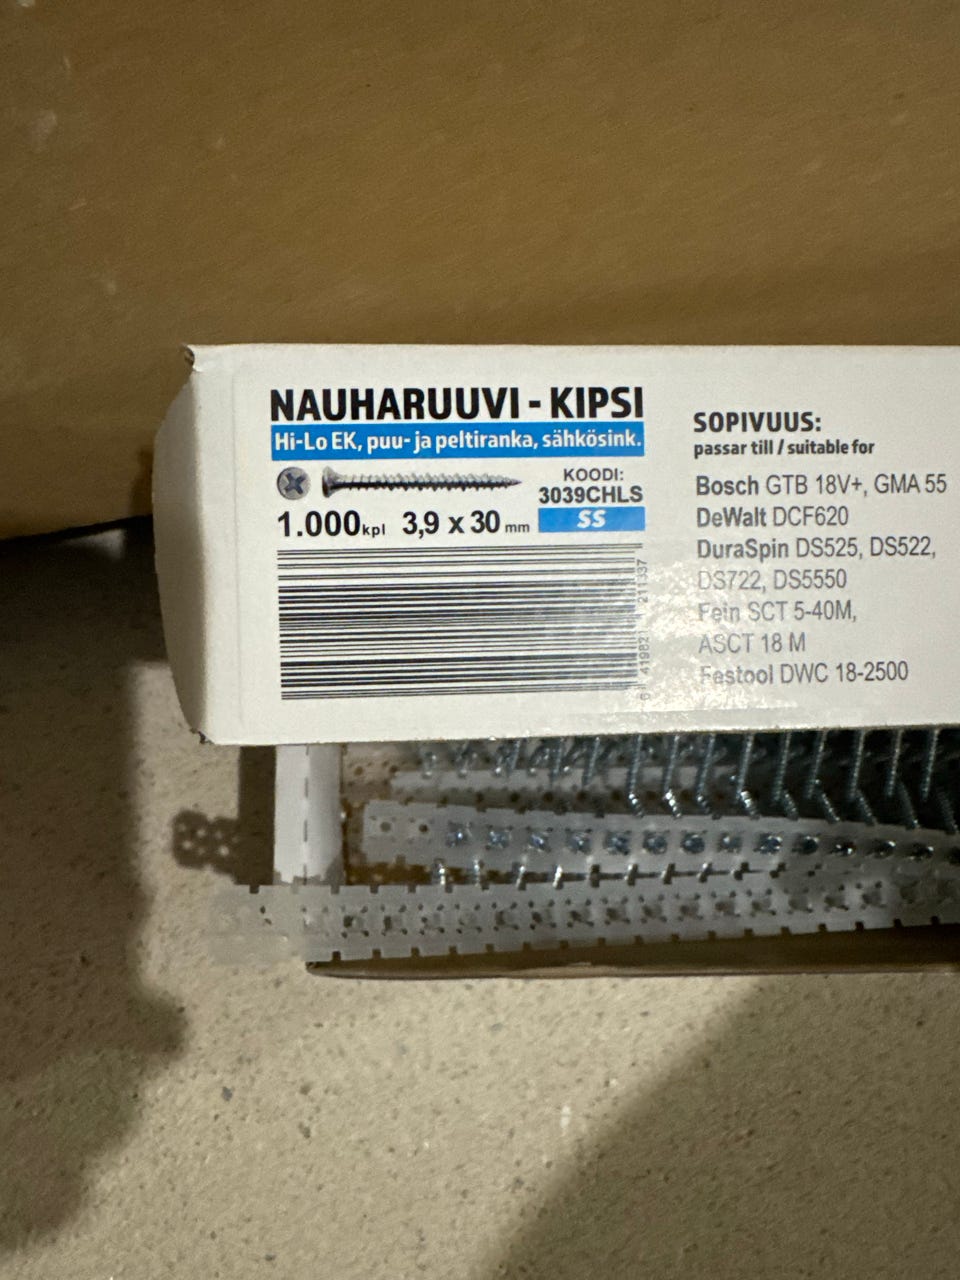 NAUHARUUVI - KIPSI
Hi-Lo EK, puu- ja peltiranka, sähkösink.
KOODI:
3039CHLS
SS
1.000kpl 3,9 x 30 mm
SOPIVUUS:
passar till / suitable for
Bosch GTB 18V+, GMA 55
DeWalt DCF620
DuraSpin DS525, DS522,
DS722, DS5550
Fein SCT 5-40M,
ASCT 18 M
Festool DWC 18-2500